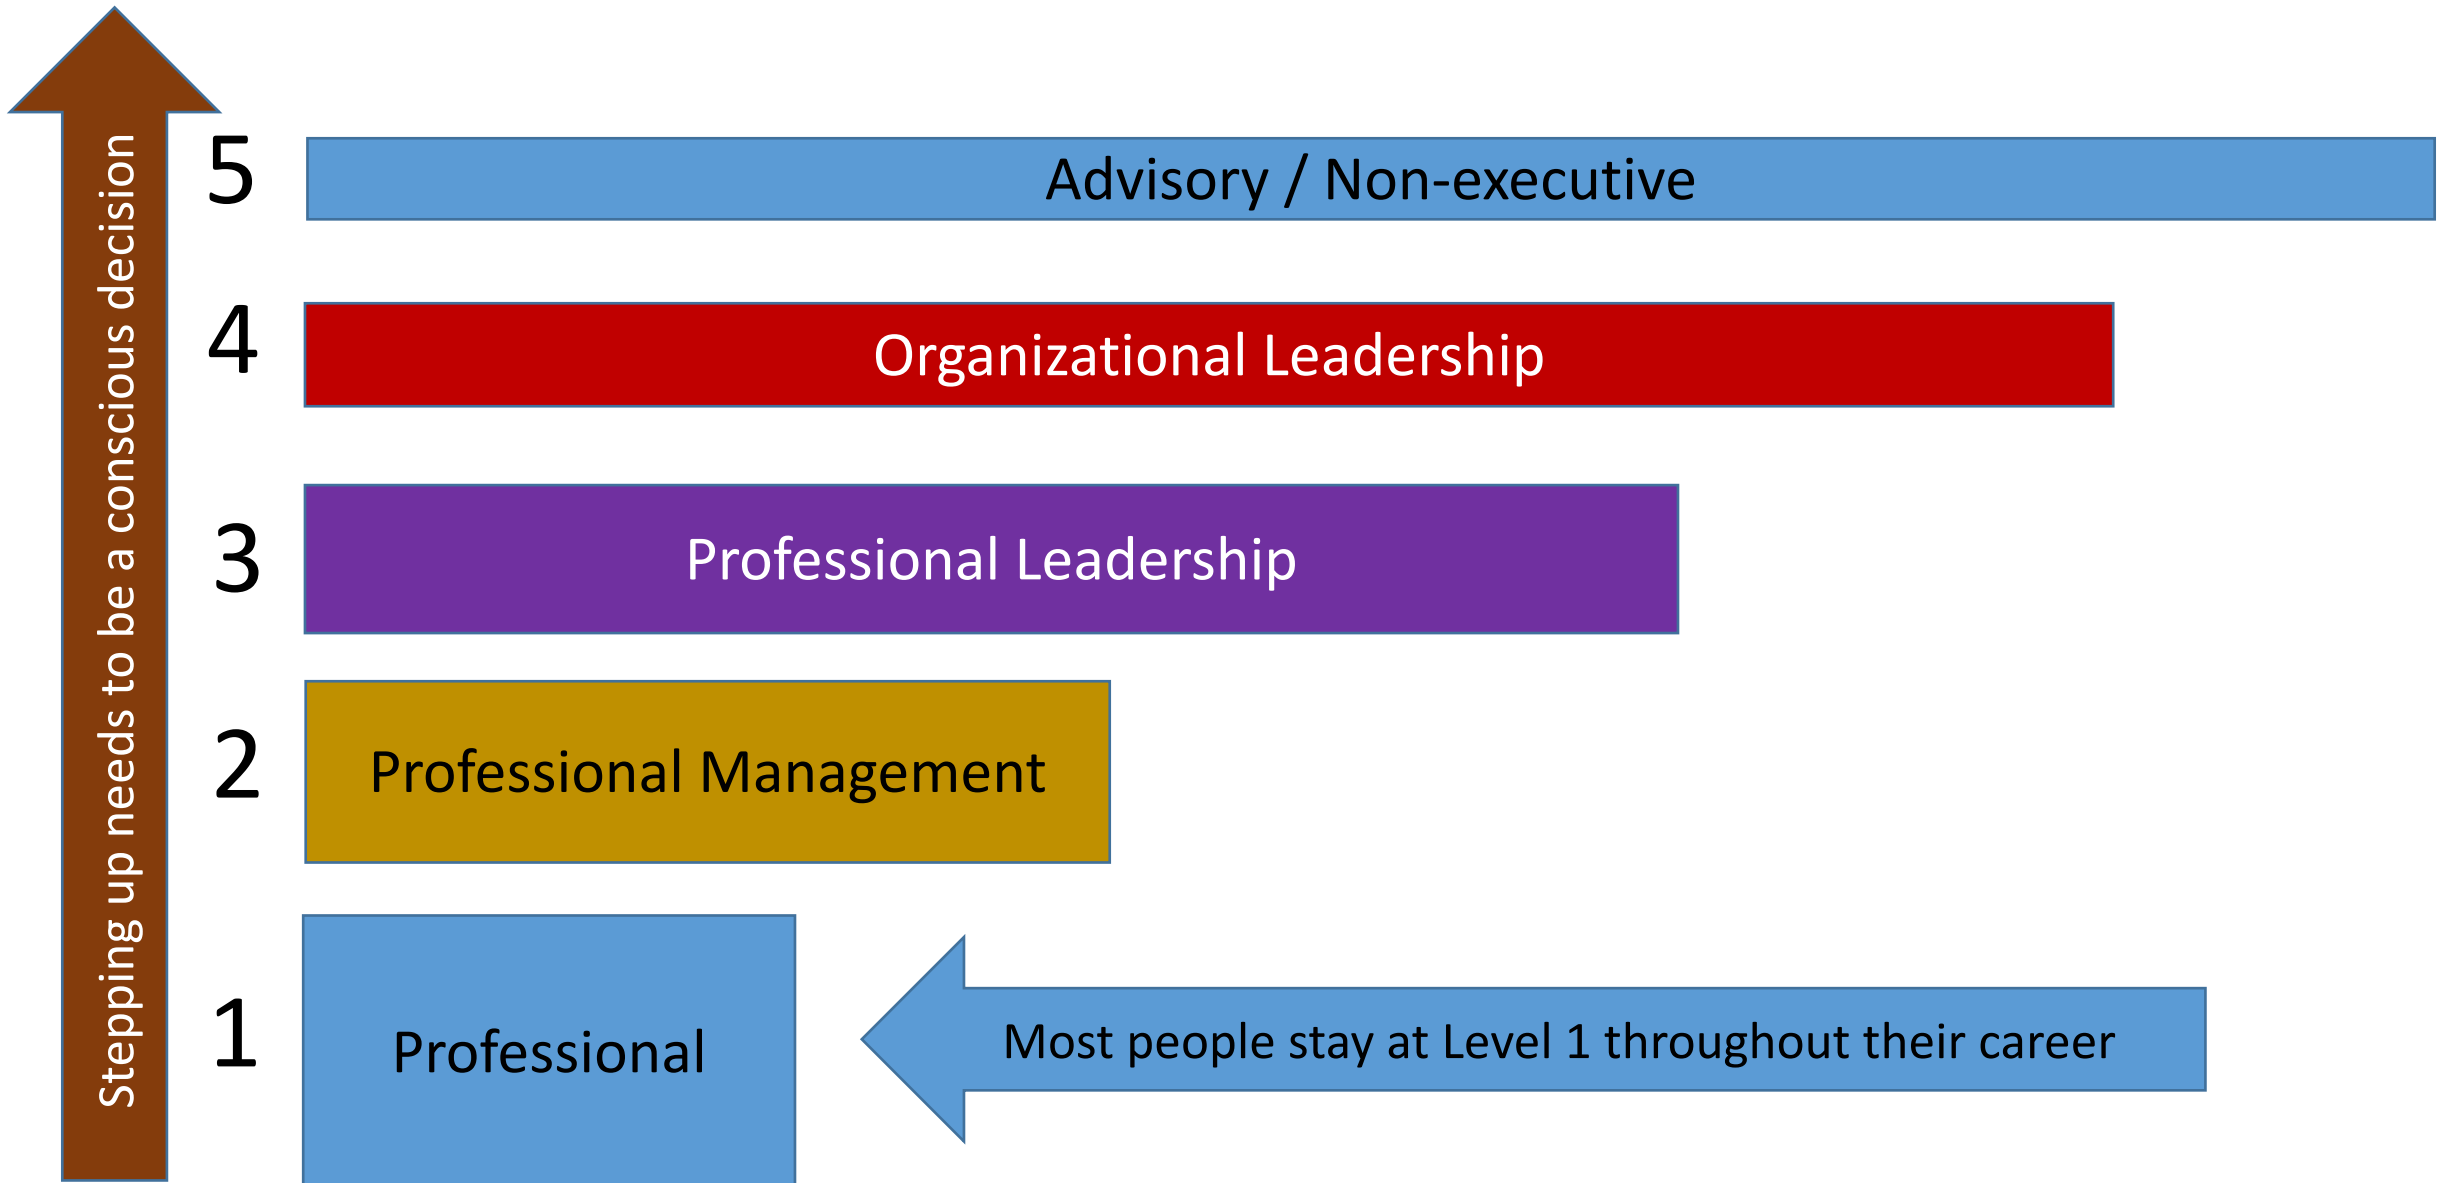 Stepping up needs to be a conscious decision
5
Advisory / Non-executive
4
Organizational Leadership
3
Professional Leadership
2
Professional Management
1
Professional
Most people stay at Level 1 throughout their career